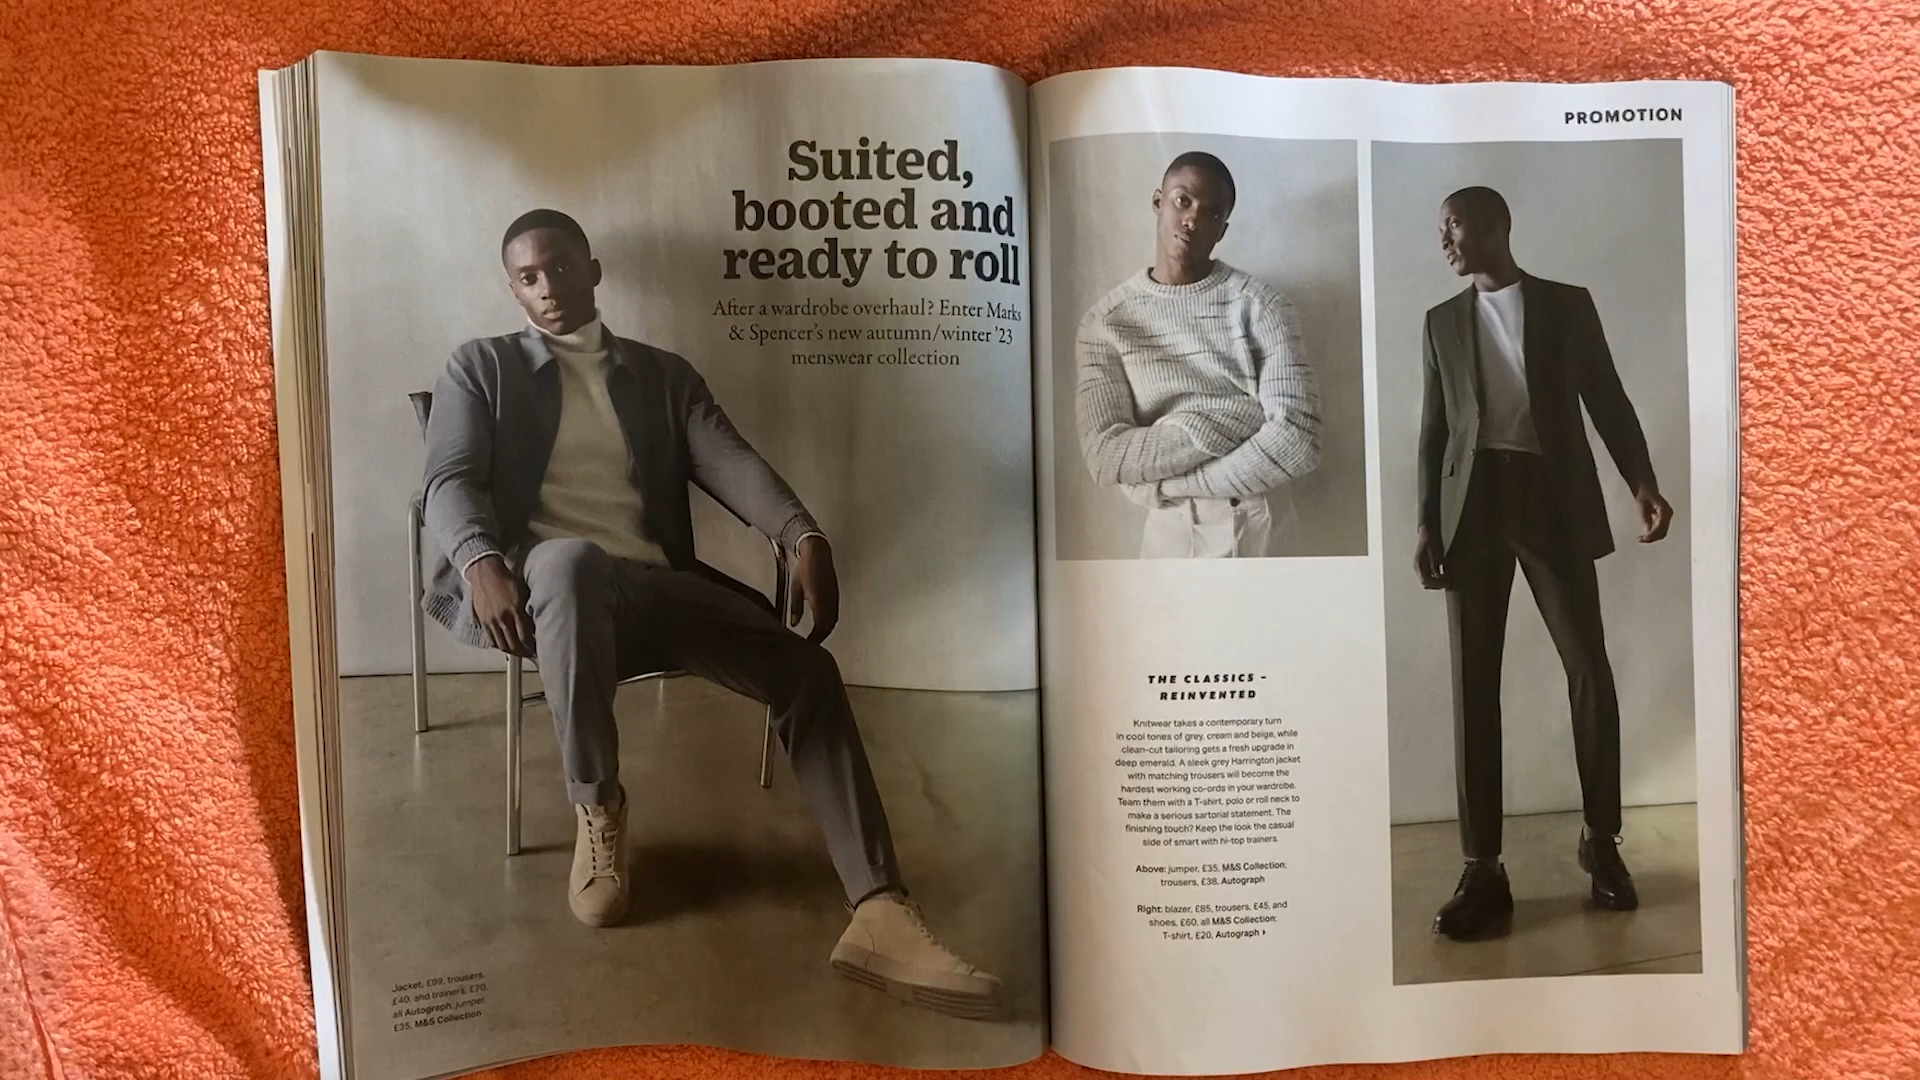 Suited,
booted and
ready to roll
After a wardrobe overhaul? Enter Marks
& Spencer's new autumn/winter '23
menswear collection
Jacket, £99, trousers,
£40, and trainers, £70,
all Autograph, jumper,
£35, M&S Collection
PROMOTION
THE CLASSICS –
REINVENTED
Knitwear takes a contemporary turn
in cool tones of grey, cream and beige, while
clean-cut tailoring gets a fresh upgrade in
deep emerald. A sleek grey Harrington jacket
with matching trousers will become the
hardest working co-ords in your wardrobe.
Team them with a T-shirt, polo or roll neck to
make a serious sartorial statement. The
finishing touch? Keep the look the casual
side of smart with hi-top trainers.
Above: jumper, £35, M&S Collection;
trousers, £38, Autograph
Right: blazer, £85, trousers, £45, and
shoes, £60, all M&S Collection;
T-shirt, £20, Autograph ›